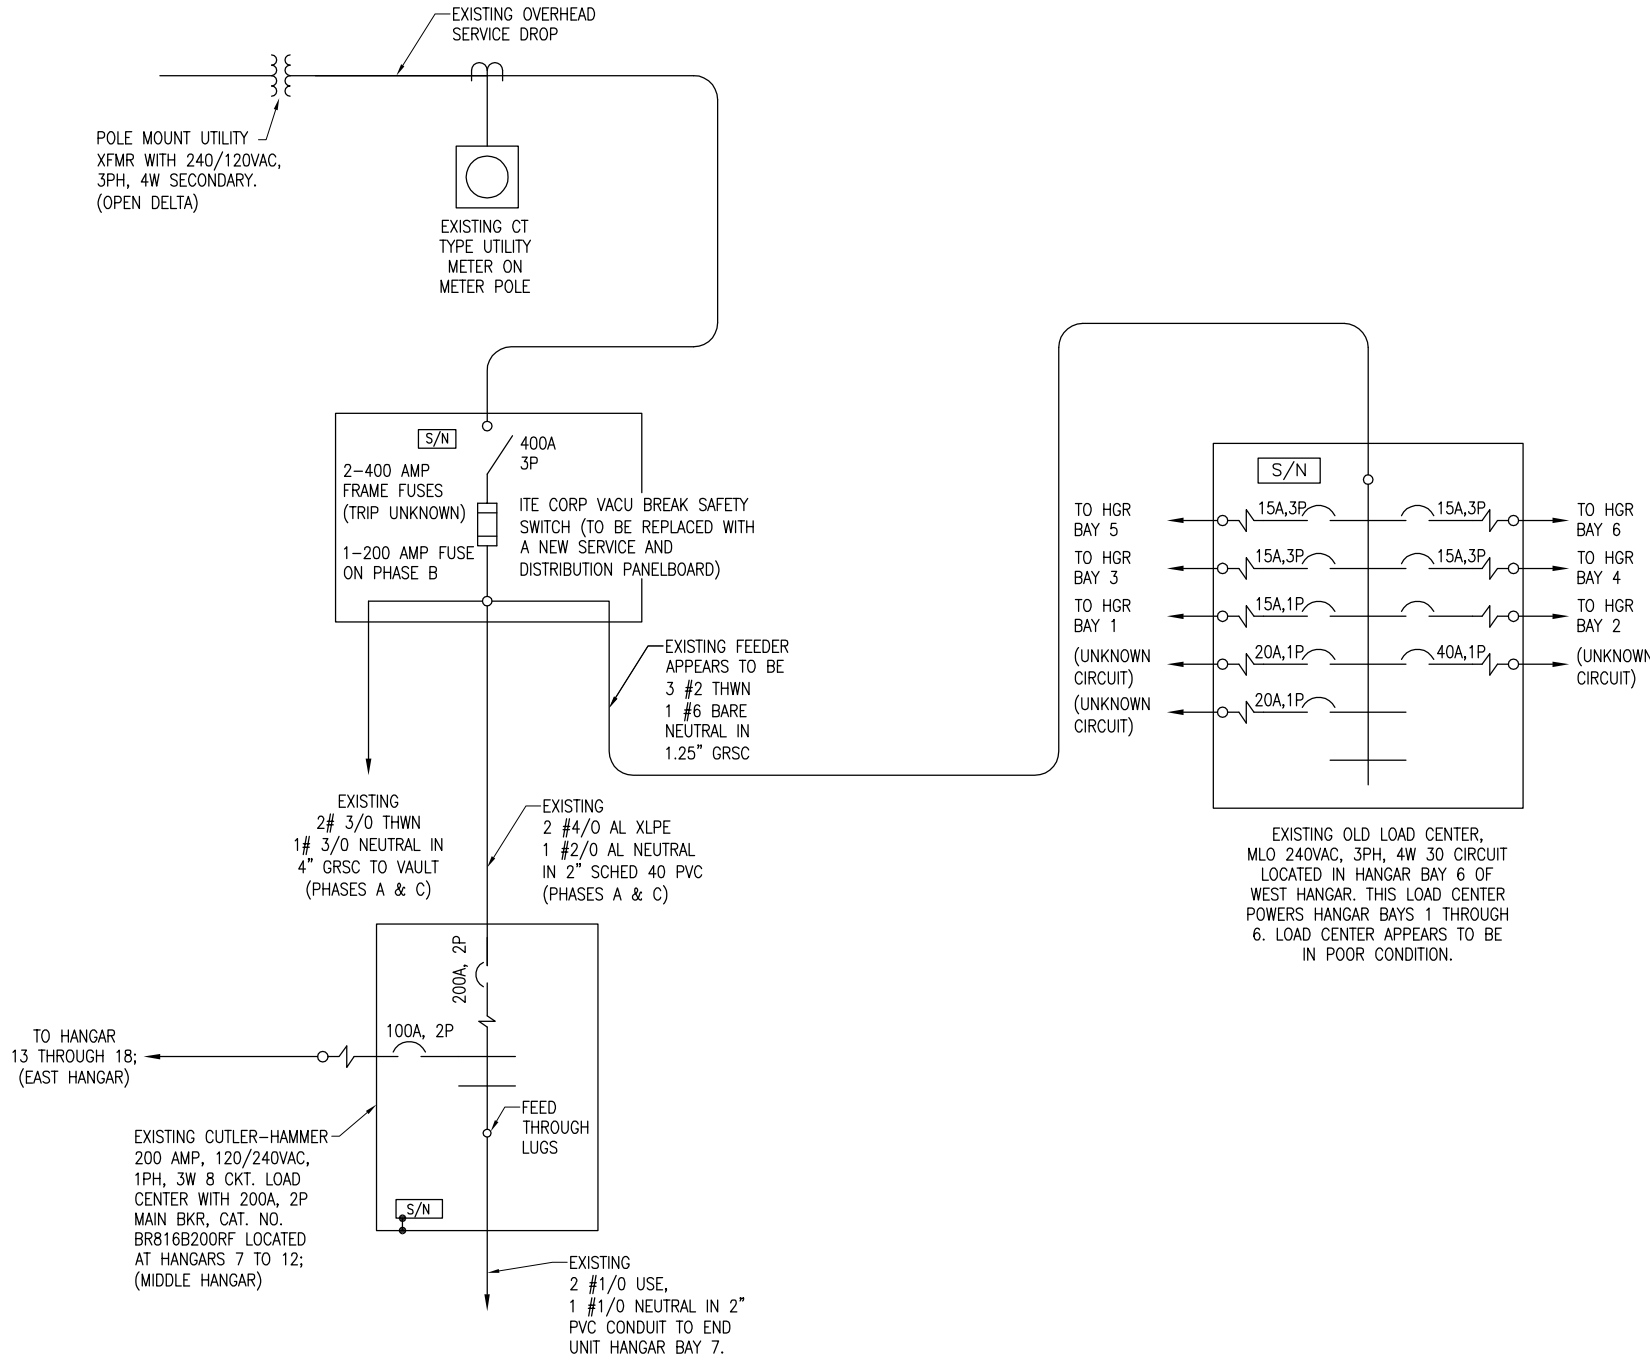 EXISTING OVERHEAD
SERVICE DROP
POLE MOUNT UTILITY
XFMR WITH 240/120VAC,
3PH, 4W SECONDARY.
(OPEN DELTA)
EXISTING CT
TYPE UTILITY
METER ON
METER POLE
S/N
400A
3P
2-400 AMP
FRAME FUSES
(TRIP UNKNOWN)
1-200 AMP FUSE
ON PHASE B
ITE CORP VACU BREAK SAFETY
SWITCH (TO BE REPLACED WITH
A NEW SERVICE AND
DISTRIBUTION PANELBOARD)
EXISTING FEEDER
APPEARS TO BE
3 #2 THWN
1 #6 BARE
NEUTRAL IN
1.25" GRSC
S/N
TO HGR
BAY 5
15A,3P
15A,3P
TO HGR
BAY 6
TO HGR
BAY 3
15A,3P
15A,3P
TO HGR
BAY 4
TO HGR
BAY 1
15A,1P
TO HGR
BAY 2
(UNKNOWN
CIRCUIT)
20A,1P
40A,1P
(UNKNOWN
CIRCUIT)
(UNKNOWN
CIRCUIT)
20A,1P
EXISTING OLD LOAD CENTER,
MLO 240VAC, 3PH, 4W 30 CIRCUIT
LOCATED IN HANGAR BAY 6 OF
WEST HANGAR. THIS LOAD CENTER
POWERS HANGAR BAYS 1 THROUGH
6. LOAD CENTER APPEARS TO BE
IN POOR CONDITION.
EXISTING
2# 3/0 THWN
1# 3/0 NEUTRAL IN
4" GRSC TO VAULT
(PHASES A & C)
EXISTING
2 #4/0 AL XLPE
1 #2/0 AL NEUTRAL
IN 2" SCHED 40 PVC
(PHASES A & C)
200A, 2P
100A, 2P
TO HANGAR
13 THROUGH 18;
(EAST HANGAR)
FEED
THROUGH
LUGS
EXISTING CUTLER-HAMMER
200 AMP, 120/240VAC,
1PH, 3W 8 CKT. LOAD
CENTER WITH 200A, 2P
MAIN BKR, CAT. NO.
BR816B200RF LOCATED
AT HANGARS 7 TO 12;
(MIDDLE HANGAR)
S/N
EXISTING
2 #1/0 USE,
1 #1/0 NEUTRAL IN 2"
PVC CONDUIT TO END
UNIT HANGAR BAY 7.